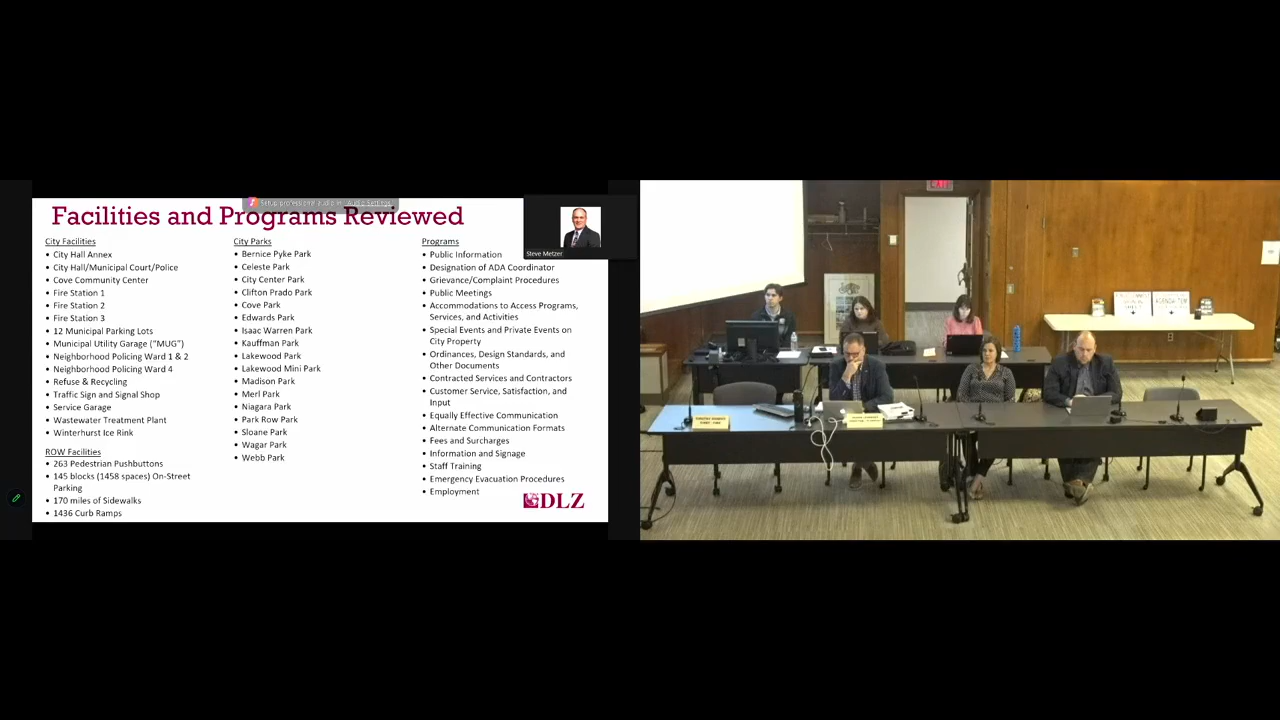 Setup professional audio in Audio Settings
Facilities and Programs Reviewed
Steve Metzer
City Facilities
• City Hall Annex
• City Hall/Municipal Court/Police
• Cove Community Center
• Fire Station 1
• Fire Station 2
• Fire Station 3
• 12 Municipal Parking Lots
• Municipal Utility Garage ("MUG")
• Neighborhood Policing Ward 1 & 2
• Neighborhood Policing Ward 4
• Refuse & Recycling
• Traffic Sign and Signal Shop
• Service Garage
• Wastewater Treatment Plant
• Winterhurst Ice Rink
ROW Facilities
• 263 Pedestrian Pushbuttons
• 145 blocks (1458 spaces) On-Street
Parking
• 170 miles of Sidewalks
• 1436 Curb Ramps
City Parks
• Bernice Pyke Park
• Celeste Park
• City Center Park
• Clifton Prado Park
• Cove Park
• Edwards Park
• Isaac Warren Park
• Kauffman Park
• Lakewood Park
• Lakewood Mini Park
• Madison Park
• Merl Park
• Niagara Park
• Park Row Park
• Sloane Park
• Wagar Park
• Webb Park
Programs
• Public Information
• Designation of ADA Coordinator
• Grievance/Complaint Procedures
• Public Meetings
• Accommodations to Access Programs,
Services, and Activities
• Special Events and Private Events on
City Property
• Ordinances, Design Standards, and
Other Documents
• Contracted Services and Contractors
• Customer Service, Satisfaction, and
Input
• Equally Effective Communication
• Alternate Communication Formats
• Fees and Surcharges
• Information and Signage
• Staff Training
• Emergency Evacuation Procedures
• Employment
DLZ
EXIT
AGENDA ITEM